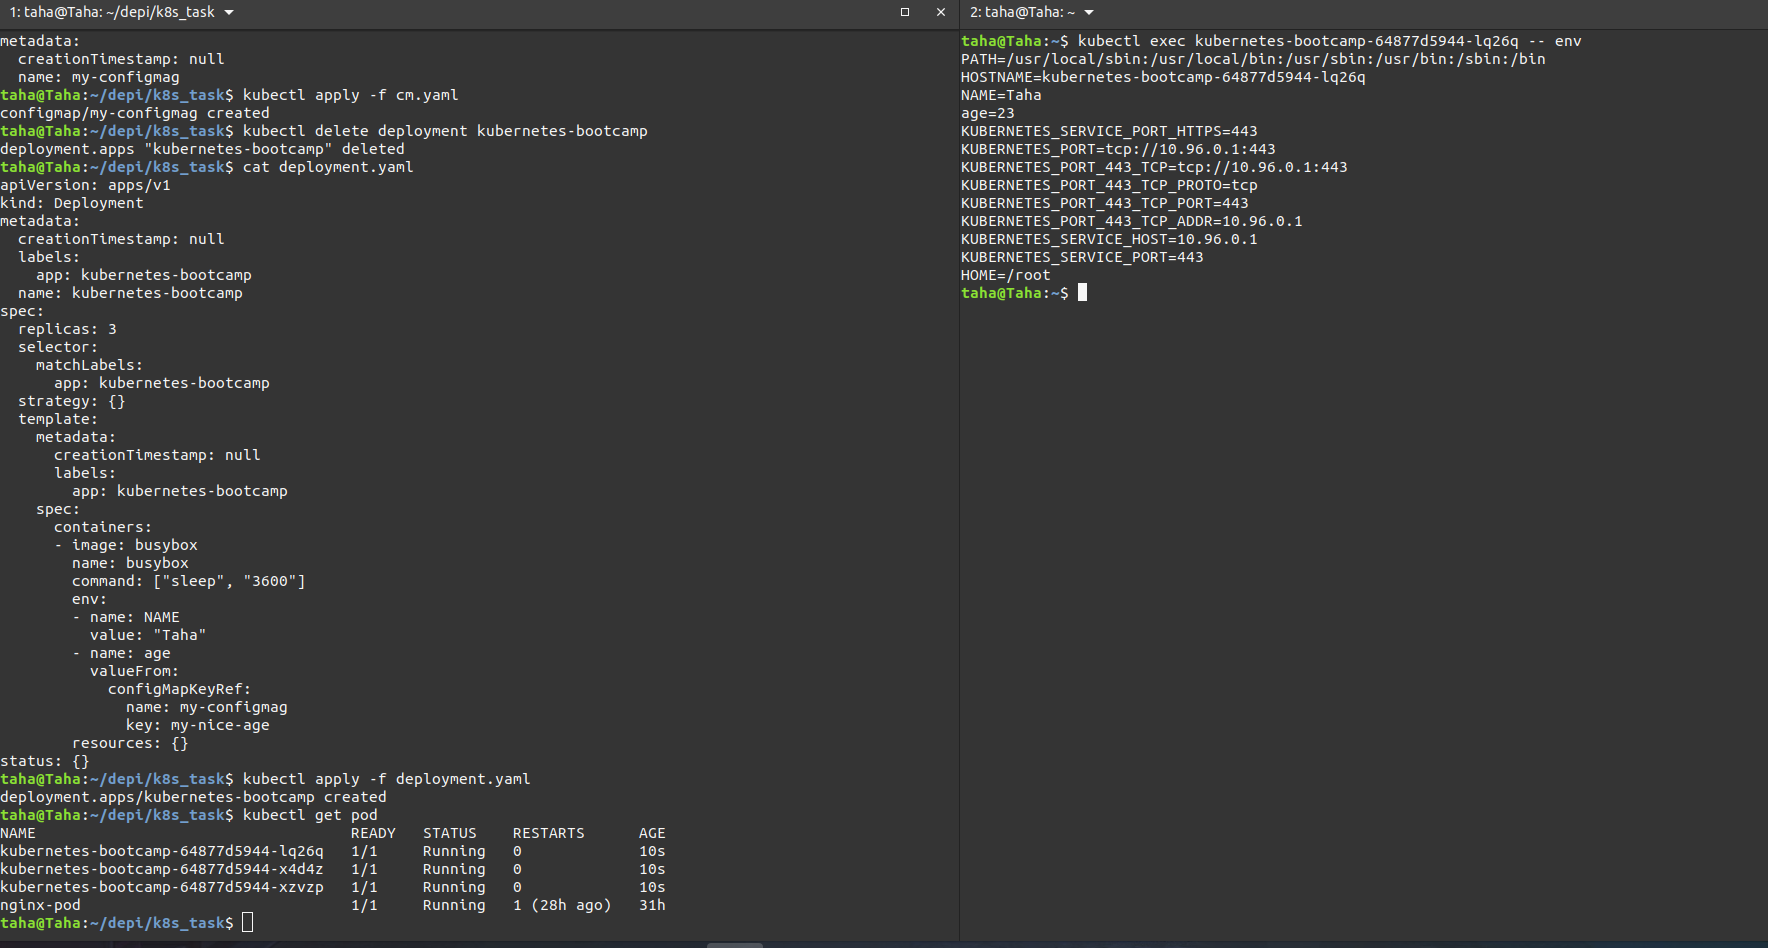 1: taha@Taha: ~/depi/k8s_task
metadata:
  creationTimestamp: null
  name: my-configmag
taha@Taha:~/depi/k8s_task$ kubectl apply -f cm.yaml
configmap/my-configmag created
taha@Taha:~/depi/k8s_task$ kubectl delete deployment kubernetes-bootcamp
deployment.apps "kubernetes-bootcamp" deleted
taha@Taha:~/depi/k8s_task$ cat deployment.yaml
apiVersion: apps/v1
kind: Deployment
metadata:
  creationTimestamp: null
  labels:
    app: kubernetes-bootcamp
  name: kubernetes-bootcamp
spec:
  replicas: 3
  selector:
    matchLabels:
      app: kubernetes-bootcamp
  strategy: {}
  template:
    metadata:
      creationTimestamp: null
      labels:
        app: kubernetes-bootcamp
    spec:
      containers:
      - image: busybox
        name: busybox
        command: ["sleep", "3600"]
        env:
        - name: NAME
          value: "Taha"
        - name: age
          valueFrom:
            configMapKeyRef:
              name: my-configmag
              key: my-nice-age
        resources: {}
status: {}
taha@Taha:~/depi/k8s_task$ kubectl apply -f deployment.yaml
deployment.apps/kubernetes-bootcamp created
taha@Taha:~/depi/k8s_task$ kubectl get pod
NAME                                   READY   STATUS    RESTARTS      AGE
kubernetes-bootcamp-64877d5944-lq26q   1/1     Running   0             10s
kubernetes-bootcamp-64877d5944-x4d4z   1/1     Running   0             10s
kubernetes-bootcamp-64877d5944-xzvzp   1/1     Running   0             10s
nginx-pod                              1/1     Running   1 (28h ago)   31h
taha@Taha:~/depi/k8s_task$
2: taha@Taha: ~
taha@Taha:~$ kubectl exec kubernetes-bootcamp-64877d5944-lq26q -- env
PATH=/usr/local/sbin:/usr/local/bin:/usr/sbin:/usr/bin:/sbin:/bin
HOSTNAME=kubernetes-bootcamp-64877d5944-lq26q
NAME=Taha
age=23
KUBERNETES_SERVICE_PORT_HTTPS=443
KUBERNETES_PORT=tcp://10.96.0.1:443
KUBERNETES_PORT_443_TCP=tcp://10.96.0.1:443
KUBERNETES_PORT_443_TCP_PROTO=tcp
KUBERNETES_PORT_443_TCP_PORT=443
KUBERNETES_PORT_443_TCP_ADDR=10.96.0.1
KUBERNETES_SERVICE_HOST=10.96.0.1
KUBERNETES_SERVICE_PORT=443
HOME=/root
taha@Taha:~$